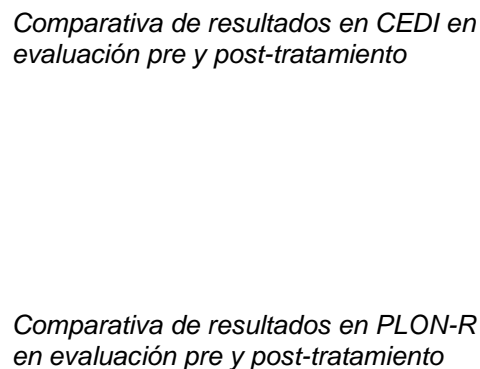 Comparativa de resultados en CEDI en
evaluación pre y post-tratamiento
Comparativa de resultados en PLON-R
en evaluación pre y post-tratamiento